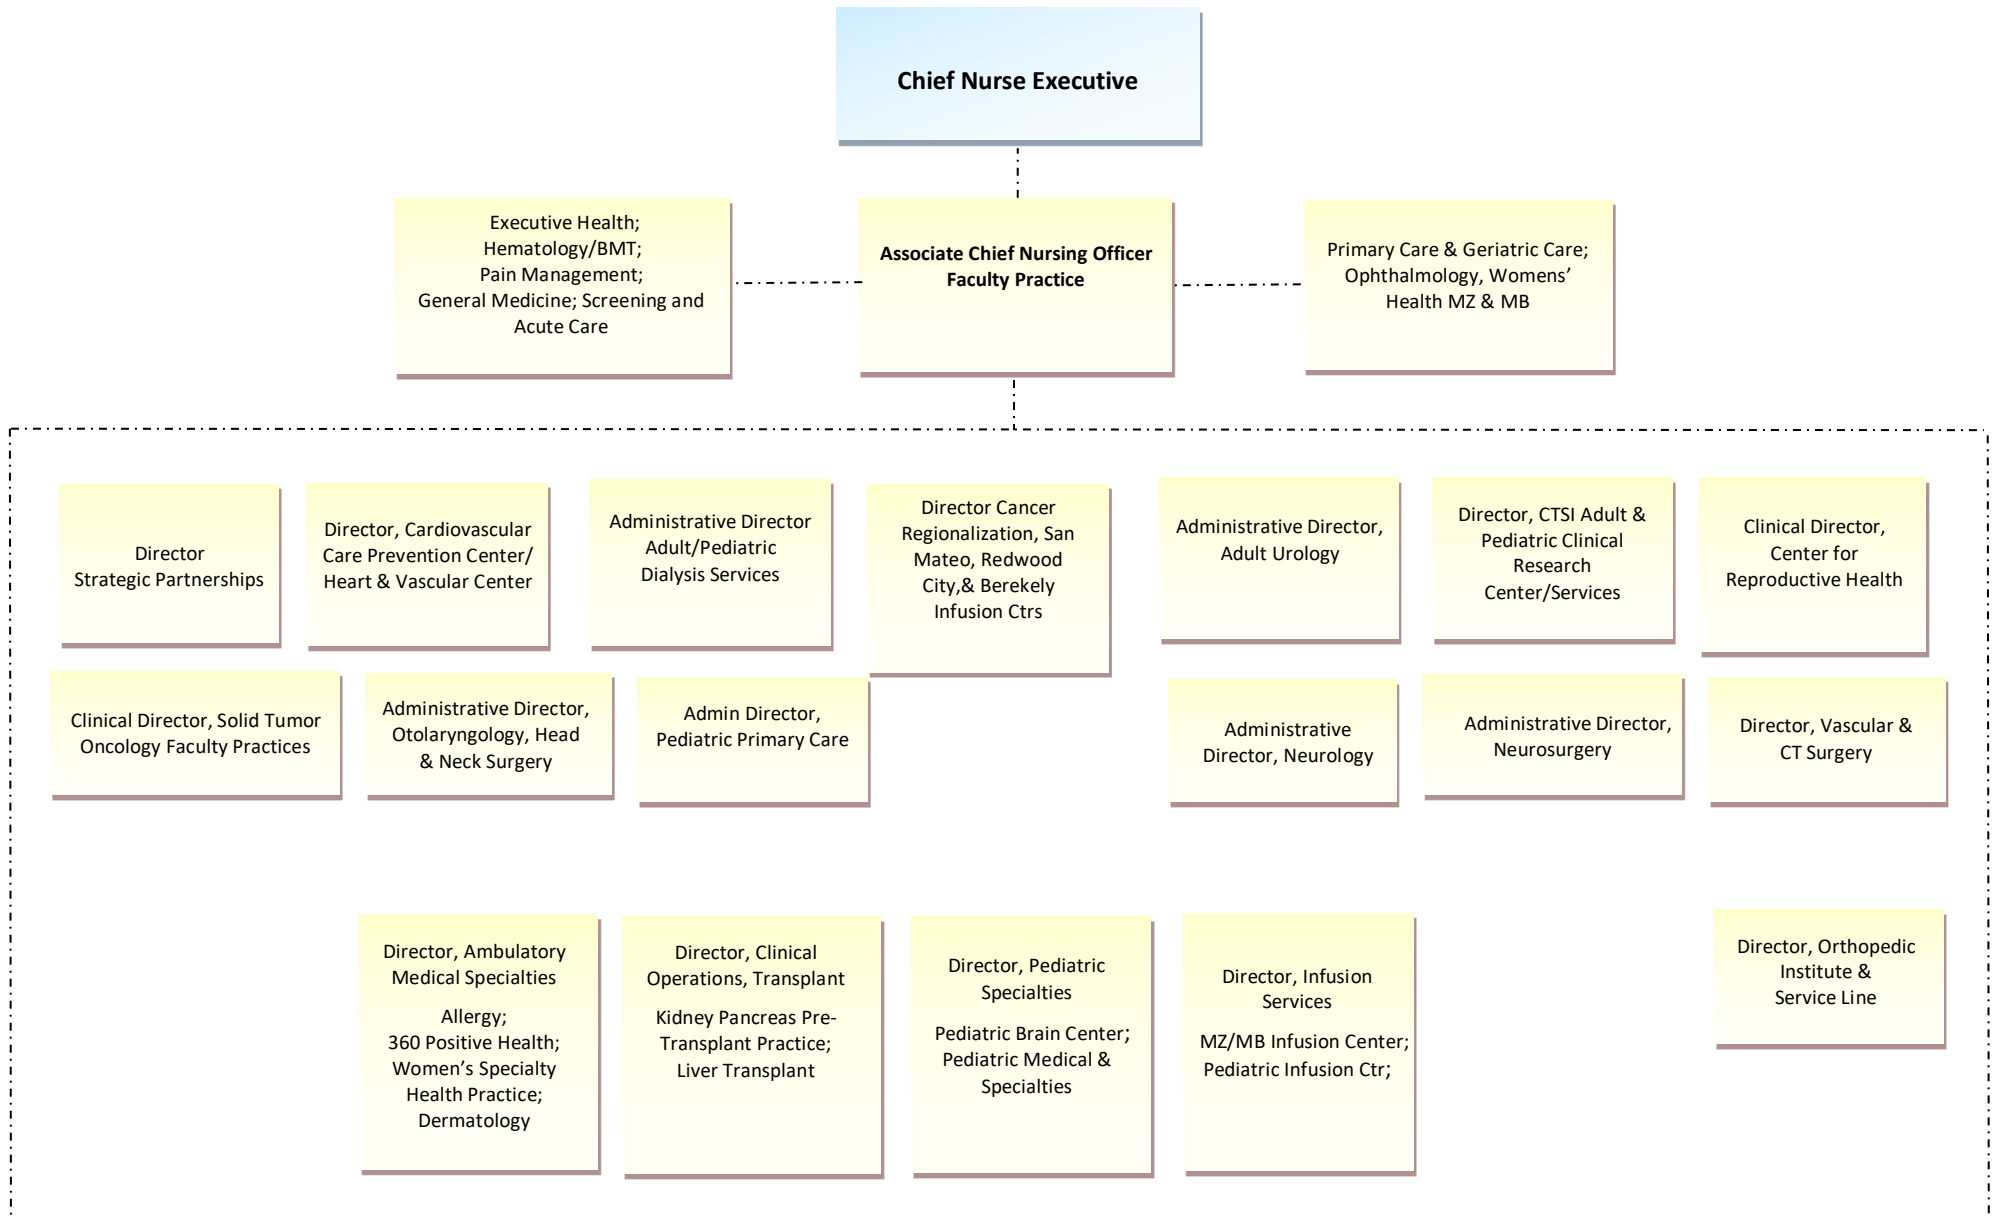 Chief Nurse Executive
Executive Health;
Hematology/BMT;
Pain Management;
General Medicine; Screening and
Acute Care
Associate Chief Nursing Officer
Faculty Practice
Primary Care & Geriatric Care;
Ophthalmology, Womens’
Health MZ & MB
Director
Strategic Partnerships
Director, Cardiovascular
Care Prevention Center/
Heart & Vascular Center
Administrative Director
Adult/Pediatric
Dialysis Services
Director Cancer
Regionalization, San
Mateo, Redwood
City,& Berekely
Infusion Ctrs
Administrative Director,
Adult Urology
Director, CTSI Adult &
Pediatric Clinical
Research
Center/Services
Clinical Director,
Center for
Reproductive Health
Clinical Director, Solid Tumor
Oncology Faculty Practices
Administrative Director,
Otolaryngology, Head
& Neck Surgery
Admin Director,
Pediatric Primary Care
Administrative
Director, Neurology
Administrative Director,
Neurosurgery
Director, Vascular &
CT Surgery
Director, Ambulatory
Medical Specialties
Allergy;
360 Positive Health;
Women’s Specialty
Health Practice;
Dermatology
Director, Clinical
Operations, Transplant
Kidney Pancreas Pre-
Transplant Practice;
Liver Transplant
Director, Pediatric
Specialties
Pediatric Brain Center;
Pediatric Medical &
Specialties
Director, Infusion
Services
MZ/MB Infusion Center;
Pediatric Infusion Ctr;
Director, Orthopedic
Institute &
Service Line